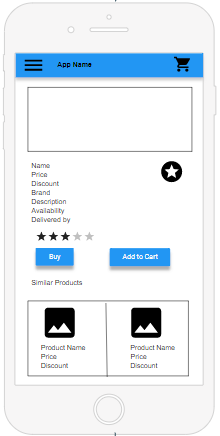 App Name
Name
Price
Discount
Brand
Description
Availability
Delivered by
Buy
Add to Cart
Similar Products
Product Name
Price
Discount
Product Name
Price
Discount